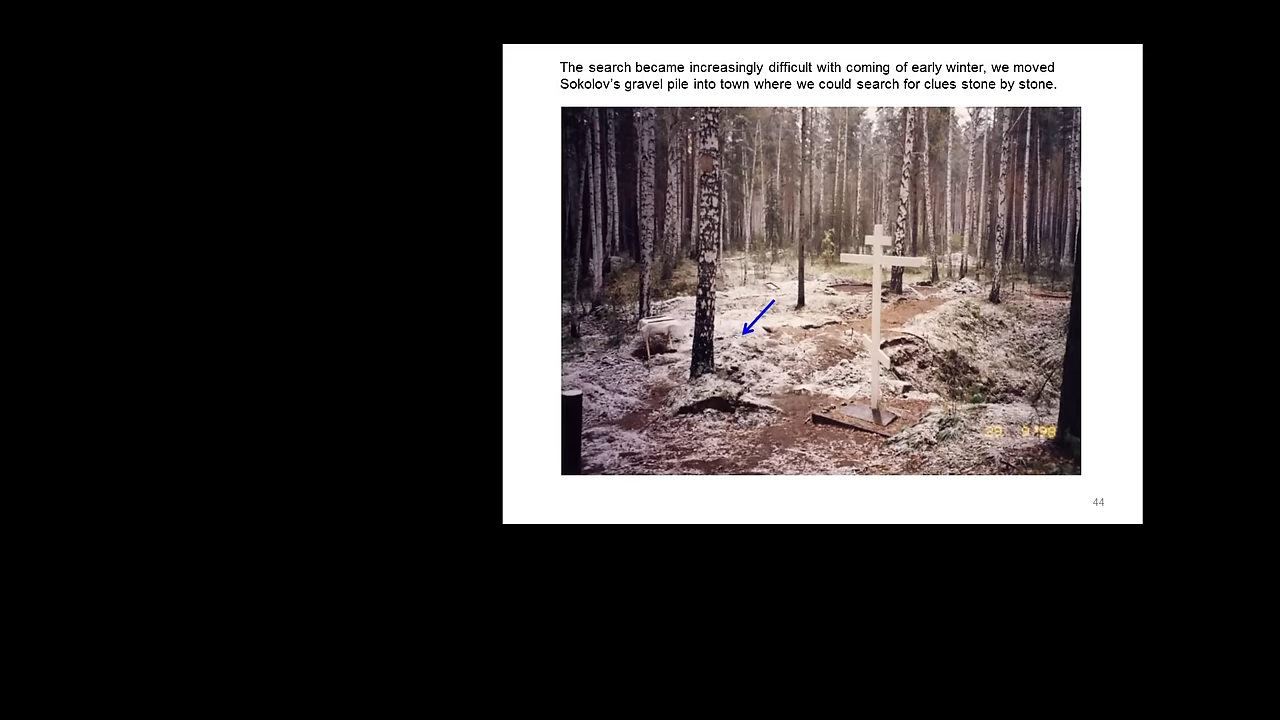 The search became increasingly difficult with coming of early winter, we moved
Sokolov's gravel pile into town where we could search for clues stone by stone.
44